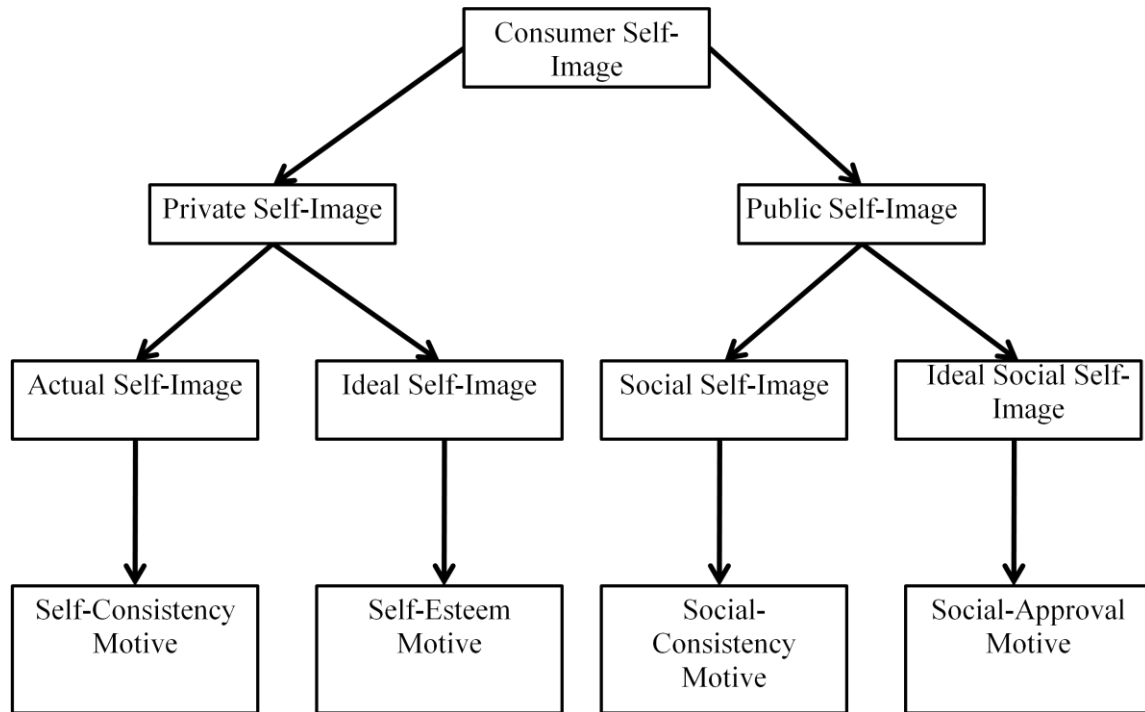 Consumer Self-
Image
Private Self-Image
Public Self-Image
Actual Self-Image
Ideal Self-Image
Social Self-Image
Ideal Social Self-
Image
Self-Consistency
Motive
Self-Esteem
Motive
Social-
Consistency
Motive
Social-Approval
Motive